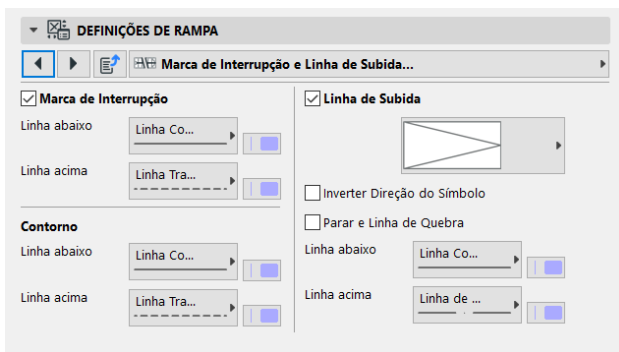 DEFINIÇÕES DE RAMPA
Marca de Interrupção e Linha de Subida...
Marca de Interrupção
Linha abaixo
Linha Co...
Linha acima
Linha Tra...
Contorno
Linha abaixo
Linha Co...
Linha acima
Linha Tra...
Linha de Subida
Inverter Direção do Símbolo
Parar e Linha de Quebra
Linha abaixo
Linha Co...
Linha acima
Linha de ...